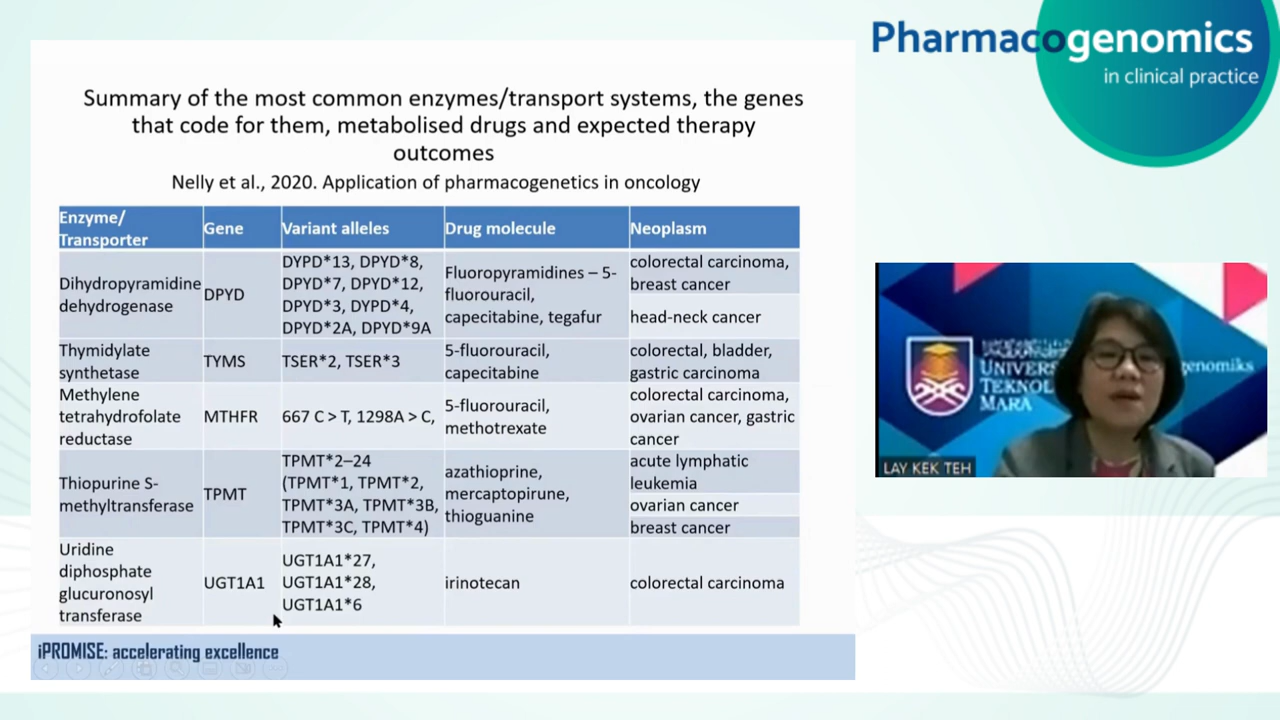 Pharmacogenomics
in clinical practice
Summary of the most common enzymes/transport systems, the genes
that code for them, metabolised drugs and expected therapy
outcomes
Nelly et al., 2020. Application of pharmacogenetics in oncology
Enzyme/
Transporter
Gene
Variant alleles
Drug molecule
Neoplasm
Dihydropyramidine
dehydrogenase
DPYD
DYPD*13, DPYD*8,
DPYD*7, DPYD*12,
DPYD*3, DYPD*4,
DPYD*2A, DPYD*9A
Fluoropyramidines – 5-
fluorouracil,
capecitabine, tegafur
colorectal carcinoma,
breast cancer
head-neck cancer
Thymidylate
synthetase
TYMS
TSER*2, TSER*3
5-fluorouracil,
capecitabine
colorectal, bladder,
gastric carcinoma
Methylene
tetrahydrofolate
reductase
MTHFR
667 C > T, 1298A > C,
5-fluorouracil,
methotrexate
colorectal carcinoma,
ovarian cancer, gastric
cancer
Thiopurine S-
methyltransferase
TPMT
TPMT*2–24
(TPMT*1, TPMT*2,
TPMT*3A, TPMT*3B,
TPMT*3C, TPMT*4)
azathioprine,
mercaptopirune,
thioguanine
acute lymphatic
leukemia
ovarian cancer
breast cancer
Uridine
diphosphate
glucuronosyl
transferase
UGT1A1
UGT1A1*27,
UGT1A1*28,
UGT1A1*6
irinotecan
colorectal carcinoma
iPROMISE: accelerating excellence
UNIVERS
TEKNOL
MARA
genomiks
LAY KEK TEH